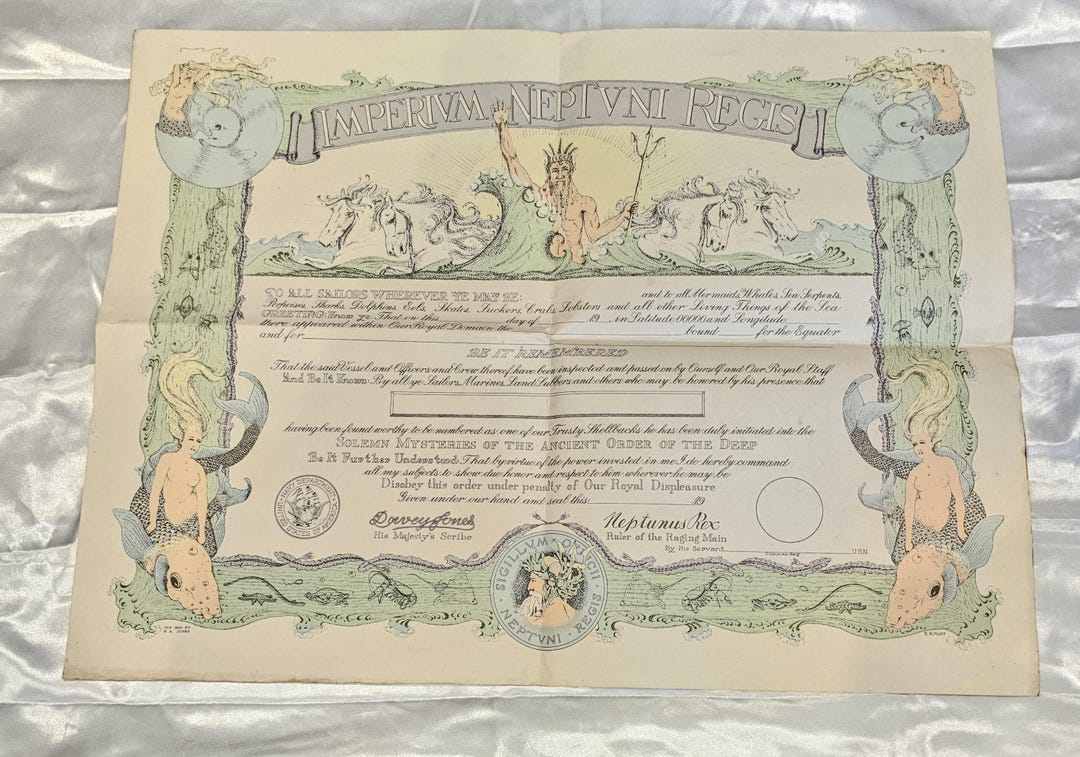 IMPERIVM NEPTVNI REGIS
TO ALL SAILORS WHEREVER YE MAY BE: and to all Mermaids, Whales, Sea Serpents,
Porpoises, Sharks, Dolphins, Eels, Skates, Suckers, Crabs, Lobsters and all other Living Things of the Sea
GREETING: Know ye: That on this day of 19 in Latitude 00000 and Longitude
there appeared within Our Royal Domain the bound for the Equator
and for
BE IT REMEMBERED
That the said Vessel and Officers and Crew thereof have been inspected and passed on by Ourself and Our Royal Staff
And Be It Known: By all ye Sailors, Marines, Land Lubbers and others who may be honored by his presence that
having been found worthy to be numbered as one of our Trusty Shellbacks he has been duly initiated into the
SOLEMN MYSTERIES OF THE ANCIENT ORDER OF THE DEEP
Be It Further Understood: That by virtue of the power invested in me I do hereby command
all my subjects to show due honor and respect to him wherever he may be
Disobey this order under penalty of Our Royal Displeasure
Given under our hand and seal this 19
NAVY DEPARTMENT
UNITED STATES OF AMERICA
Davey Jones
His Majesty's Scribe
Neptunus Rex
Ruler of the Raging Main
By His Servant USN
Commanding
SIGILLVM OFFICII
NEPTVNI REGIS